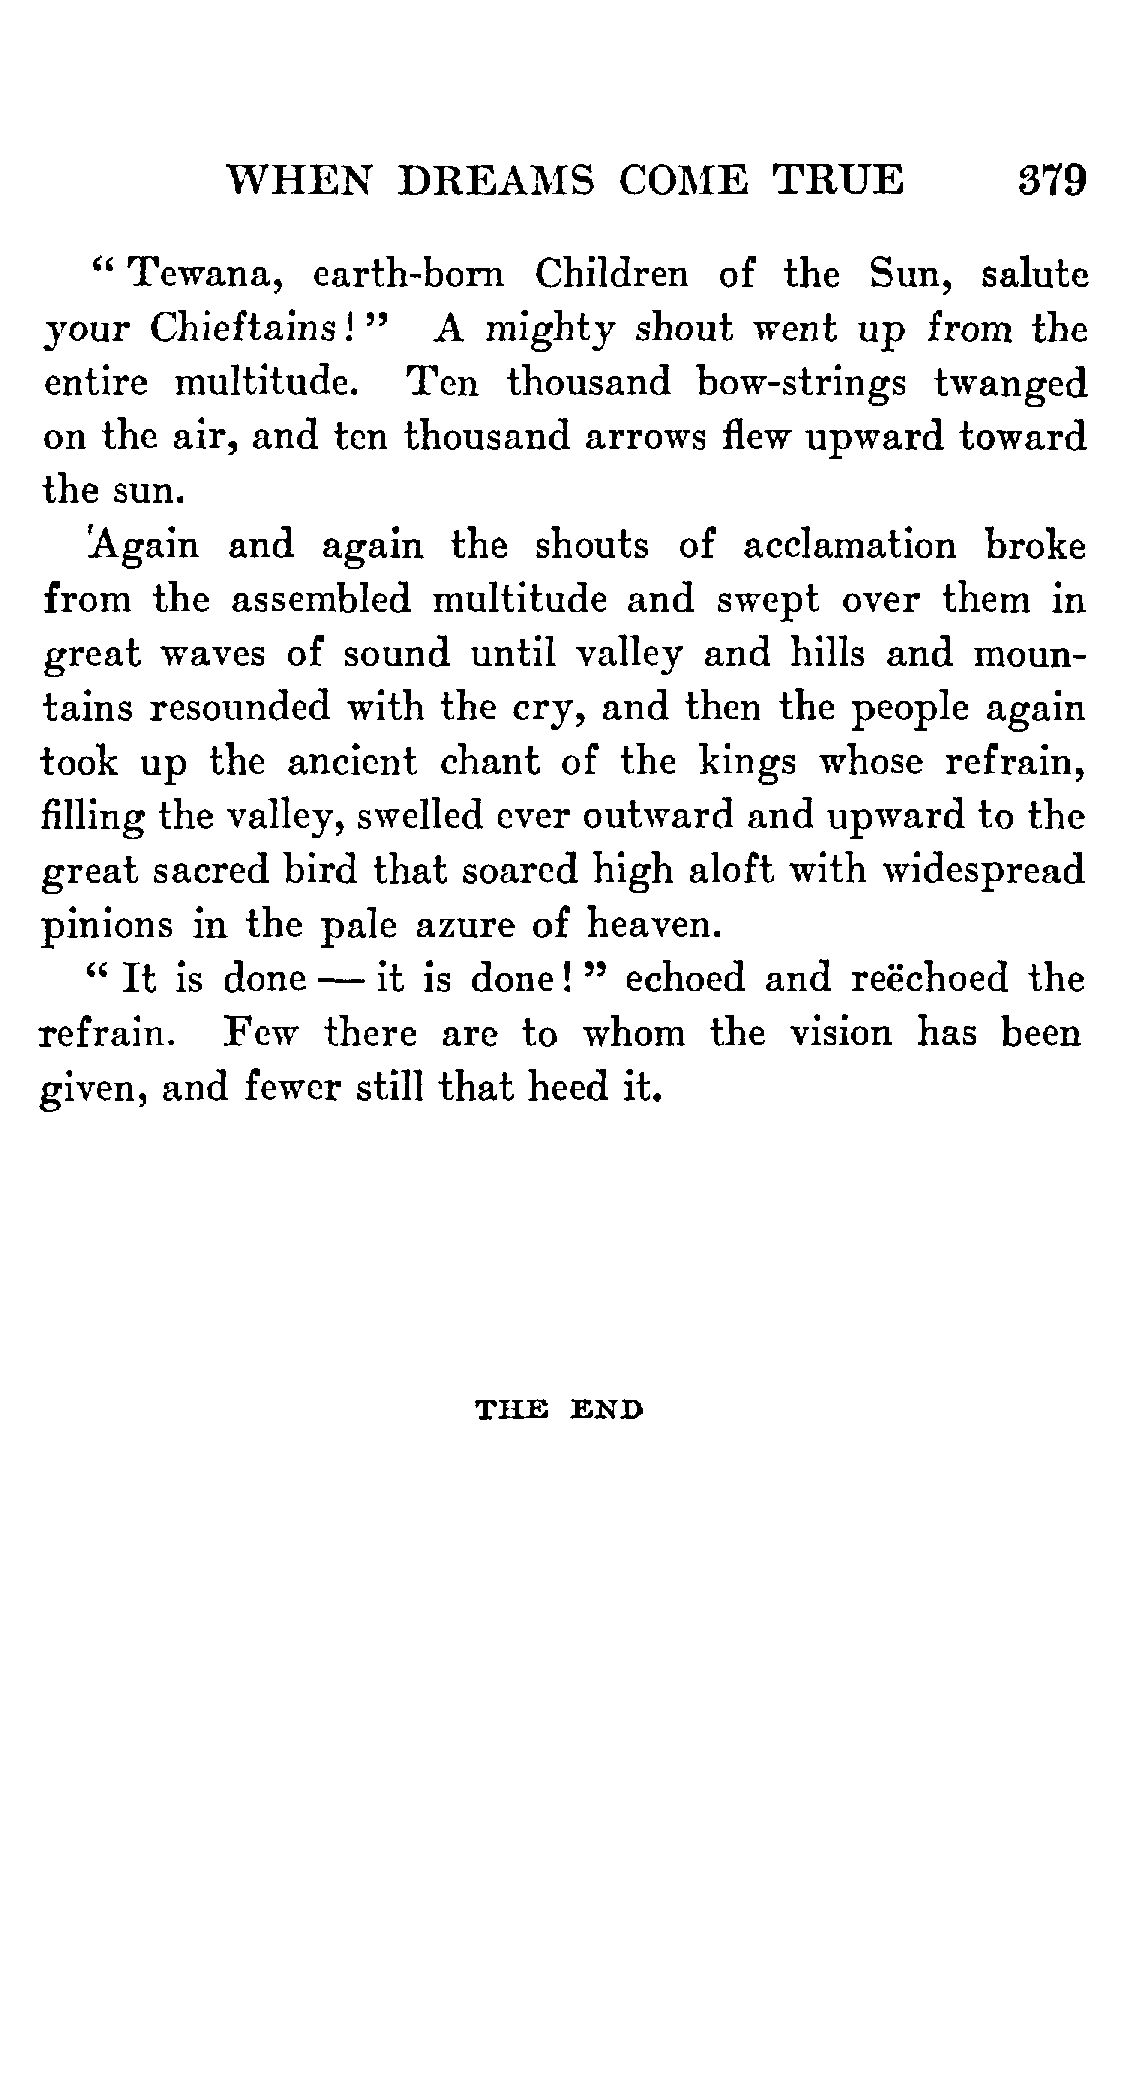 WHEN DREAMS COME TRUE 379
“ Tewana, earth-born Children of the Sun, salute
your Chieftains! ” A mighty shout went up from the
entire multitude. Ten thousand bow-strings twanged
on the air, and ten thousand arrows flew upward toward
the sun.
'Again and again the shouts of acclamation broke
from the assembled multitude and swept over them in
great waves of sound until valley and hills and moun-
tains resounded with the cry, and then the people again
took up the ancient chant of the kings whose refrain,
filling the valley, swelled ever outward and upward to the
great sacred bird that soared high aloft with widespread
pinions in the pale azure of heaven.
“ It is done — it is done! ” echoed and reëchoed the
refrain. Few there are to whom the vision has been
given, and fewer still that heed it.
THE END